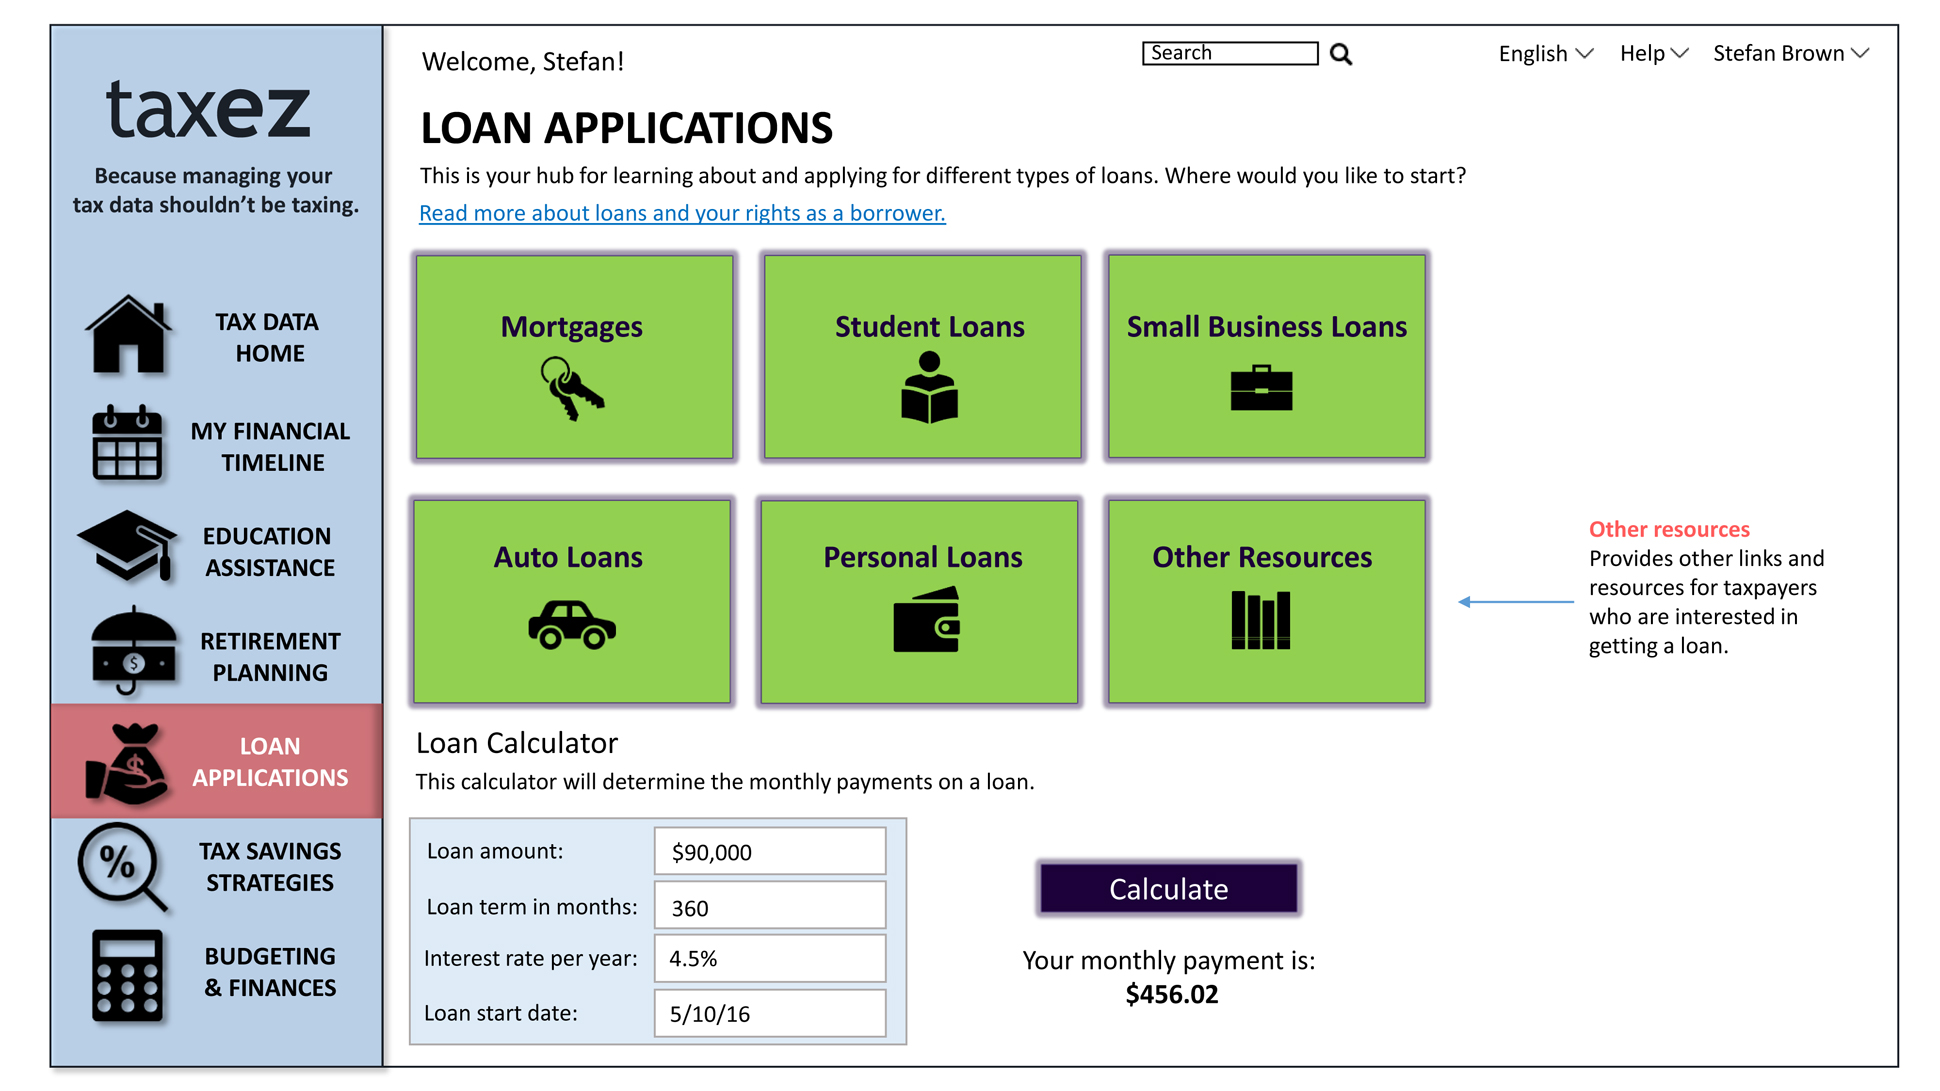 taxez
Because managing your
tax data shouldn't be taxing.
TAX DATA
HOME
MY FINANCIAL
TIMELINE
EDUCATION
ASSISTANCE
$
RETIREMENT
PLANNING
$
LOAN
APPLICATIONS
%
TAX SAVINGS
STRATEGIES
BUDGETING
& FINANCES
Welcome, Stefan!
Search
English
Help
Stefan Brown
LOAN APPLICATIONS
This is your hub for learning about and applying for different types of loans. Where would you like to start?
Read more about loans and your rights as a borrower.
Mortgages
Student Loans
Small Business Loans
Auto Loans
Personal Loans
Other Resources
Other resources
Provides other links and
resources for taxpayers
who are interested in
getting a loan.
Loan Calculator
This calculator will determine the monthly payments on a loan.
Loan amount: $90,000
Loan term in months: 360
Interest rate per year: 4.5%
Loan start date: 5/10/16
Calculate
Your monthly payment is:
$456.02